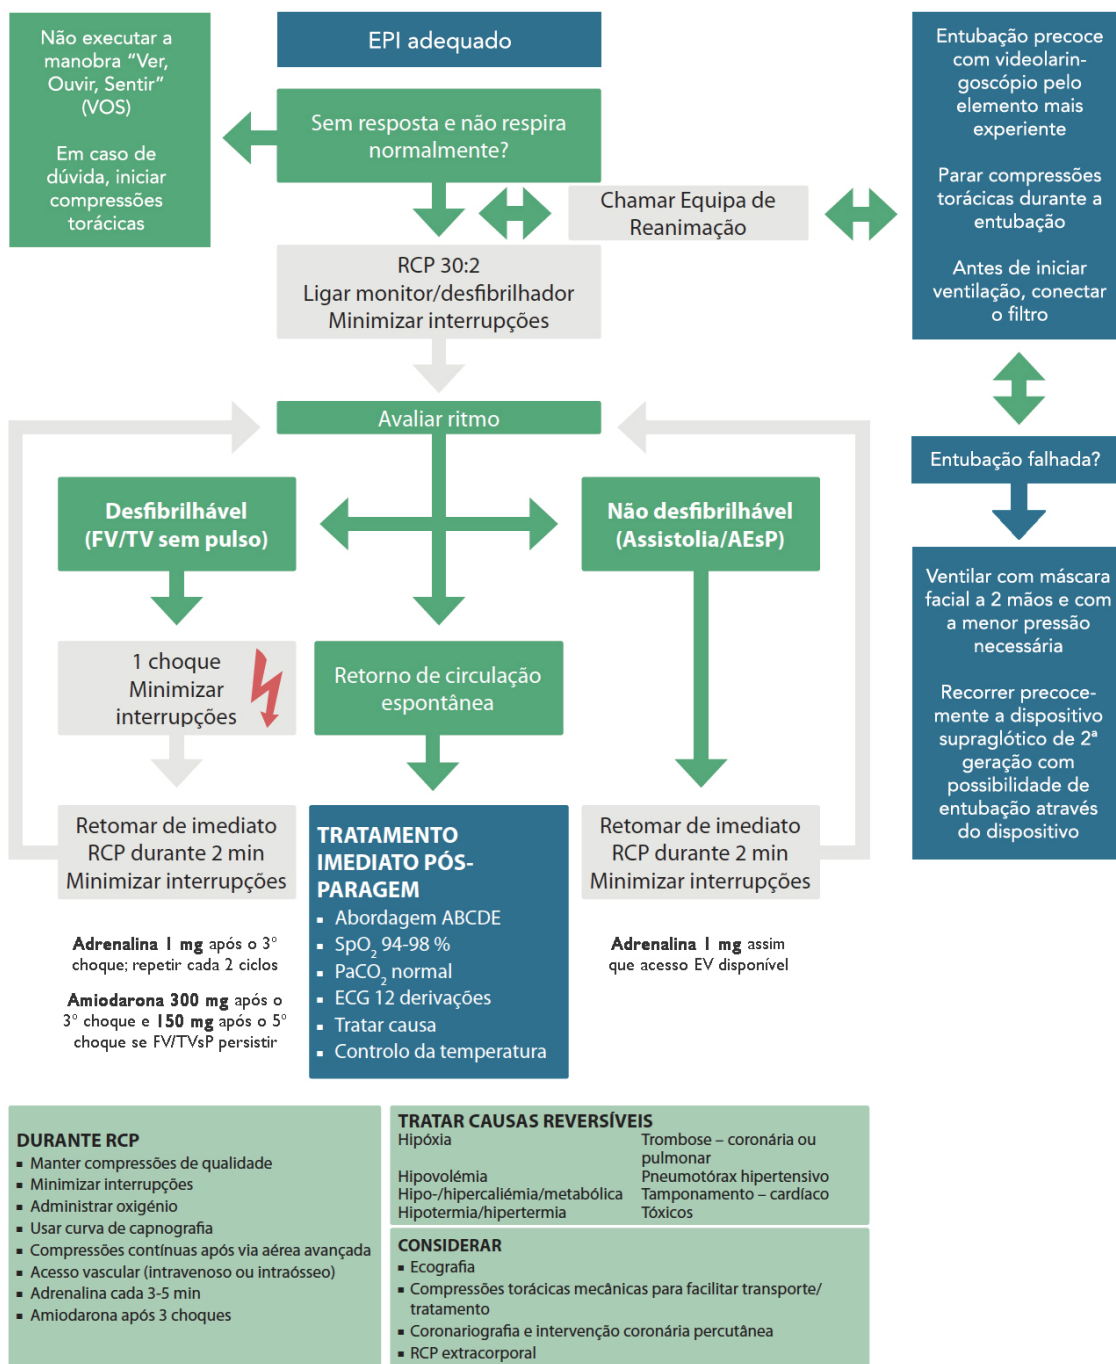 Não executar a
manobra “Ver,
Ouvir, Sentir”
(VOS)
Em caso de
dúvida, iniciar
compressões
torácicas
EPI adequado
Sem resposta e não respira
normalmente?
Chamar Equipa de
Reanimação
Entubação precoce
com videolarin-
goscópio pelo
elemento mais
experiente
Parar compressões
torácicas durante a
entubação
Antes de iniciar
ventilação, conectar
o filtro
RCP 30:2
Ligar monitor/desfibrilhador
Minimizar interrupções
Avaliar ritmo
Entubação falhada?
Desfibrilhável
(FV/TV sem pulso)
Não desfibrilhável
(Assistolia/AEsP)
Ventilar com máscara
facial a 2 mãos e com
a menor pressão
necessária
Recorrer precoce-
mente a dispositivo
supraglótico de 2ª
geração com
possibilidade de
entubação através
do dispositivo
1 choque
Minimizar
interrupções
Retorno de circulação
espontânea
Retomar de imediato
RCP durante 2 min
Minimizar interrupções
Adrenalina 1 mg após o 3º
choque; repetir cada 2 ciclos
Amiodarona 300 mg após o
3º choque e 150 mg após o 5º
choque se FV/TVsP persistir
TRATAMENTO
IMEDIATO PÓS-
PARAGEM
▪ Abordagem ABCDE
▪ SpO₂ 94-98 %
▪ PaCO₂ normal
▪ ECG 12 derivações
▪ Tratar causa
▪ Controlo da temperatura
Retomar de imediato
RCP durante 2 min
Minimizar interrupções
Adrenalina 1 mg assim
que acesso EV disponível
DURANTE RCP
▪ Manter compressões de qualidade
▪ Minimizar interrupções
▪ Administrar oxigénio
▪ Usar curva de capnografia
▪ Compressões contínuas após via aérea avançada
▪ Acesso vascular (intravenoso ou intraósseo)
▪ Adrenalina cada 3-5 min
▪ Amiodarona após 3 choques
TRATAR CAUSAS REVERSÍVEIS
Hipóxia
Hipovolémia
Hipo-/hipercaliémia/metabólica
Hipotermia/hipertermia
Trombose – coronária ou
pulmonar
Pneumotórax hipertensivo
Tamponamento – cardíaco
Tóxicos
CONSIDERAR
▪ Ecografia
▪ Compressões torácicas mecânicas para facilitar transporte/
tratamento
▪ Coronariografia e intervenção coronária percutânea
▪ RCP extracorporal